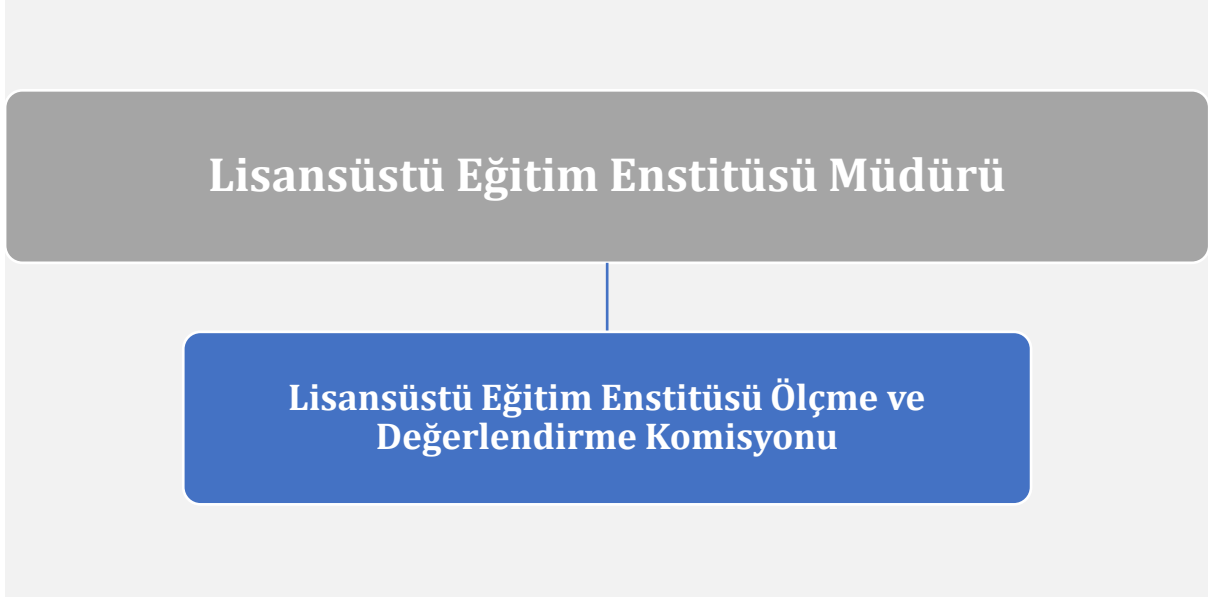 Lisansüstü Eğitim Enstitüsü Müdürü
Lisansüstü Eğitim Enstitüsü Ölçme ve
Değerlendirme Komisyonu